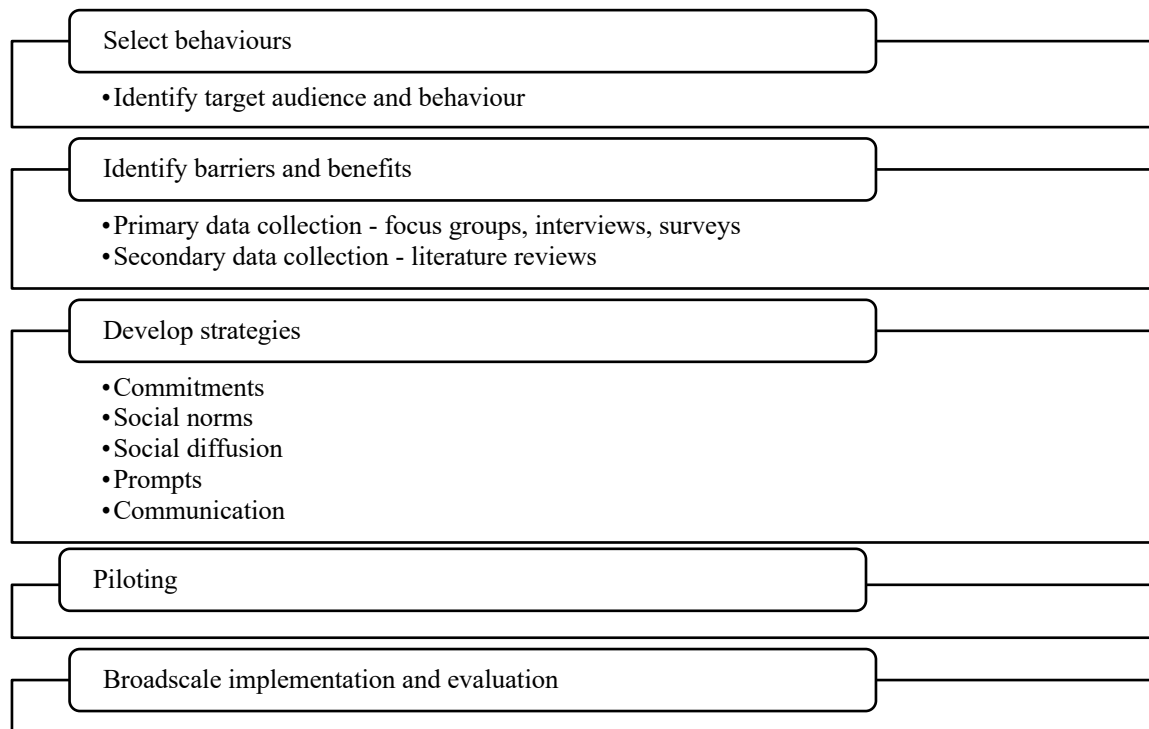 Select behaviours
•Identify target audience and behaviour
Identify barriers and benefits
•Primary data collection - focus groups, interviews, surveys
•Secondary data collection - literature reviews
Develop strategies
•Commitments
•Social norms
•Social diffusion
•Prompts
•Communication
Piloting
Broadscale implementation and evaluation